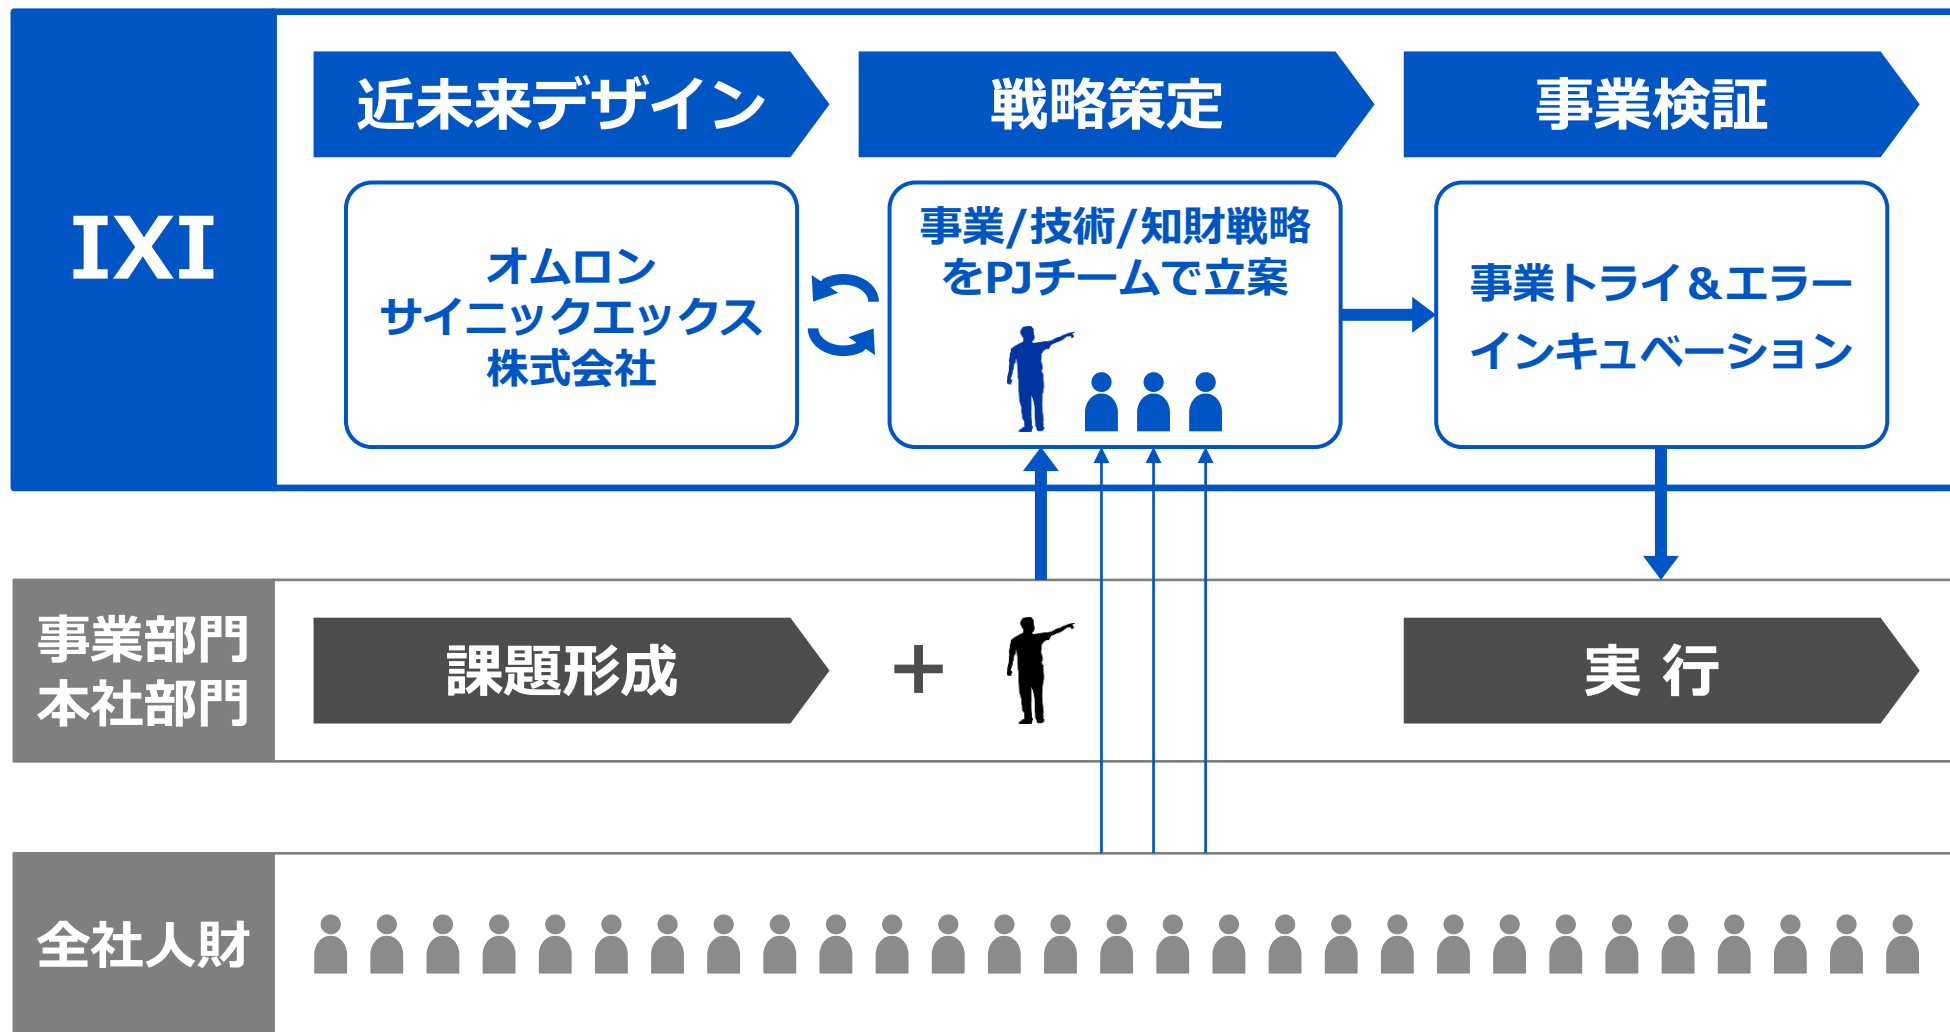 IXI
近未来デザイン
戦略策定
事業検証
オムロン
サイニックエックス
株式会社
事業/技術/知財戦略
をPJチームで立案
事業トライ&エラー
インキュベーション
事業部門
本社部門
課題形成
+
実 行
全社人財